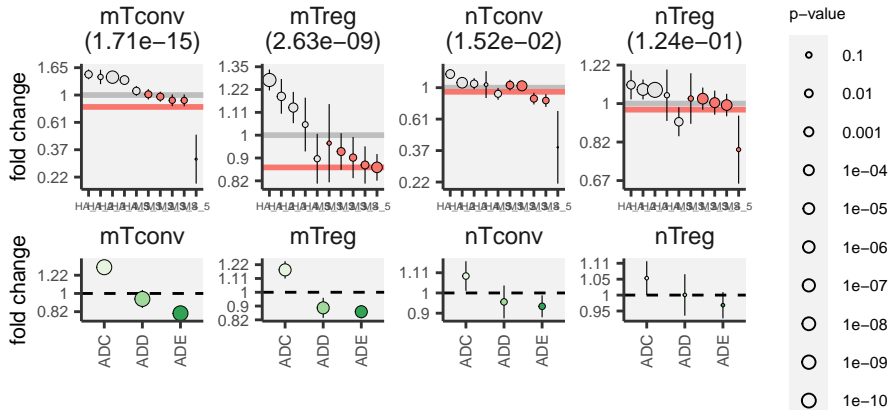 mTconv
(1.71e−15)
mTreg
(2.63e−09)
nTconv
(1.52e−02)
nTreg
(1.24e−01)
p−value
fold change
1.65
1
0.61
0.37
0.22
1.35
1.22
1.11
1
0.9
0.82
1
0.61
0.37
0.22
1.22
1
0.82
0.67
0.1
0.01
0.001
1e−04
1e−05
1e−06
1e−07
1e−08
1e−09
1e−10
mTconv
mTreg
nTconv
nTreg
fold change
1.22
1
0.82
1.22
1.11
1
0.9
0.82
1.11
1
0.9
1.11
1.05
1
0.95
ADC
ADD
ADE
ADC
ADD
ADE
ADC
ADD
ADE
ADC
ADD
ADE